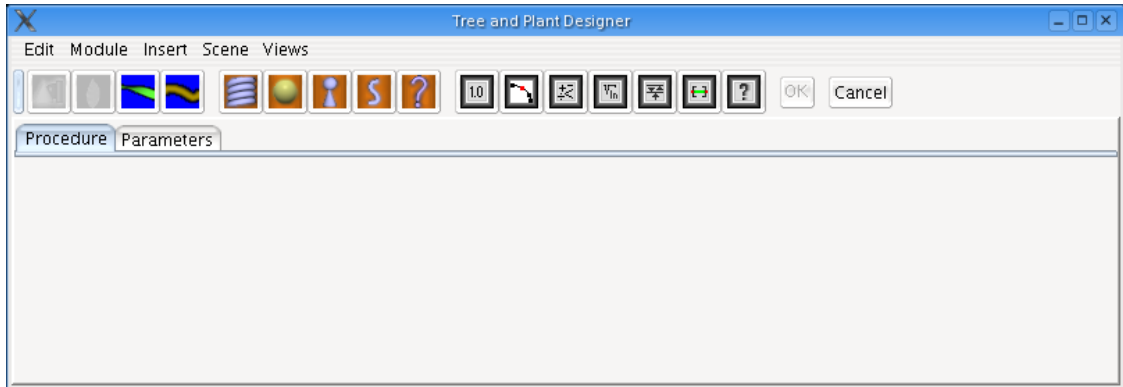 Tree and Plant Designer
Edit Module Insert Scene Views
1.0 ? ? OK Cancel
Procedure Parameters